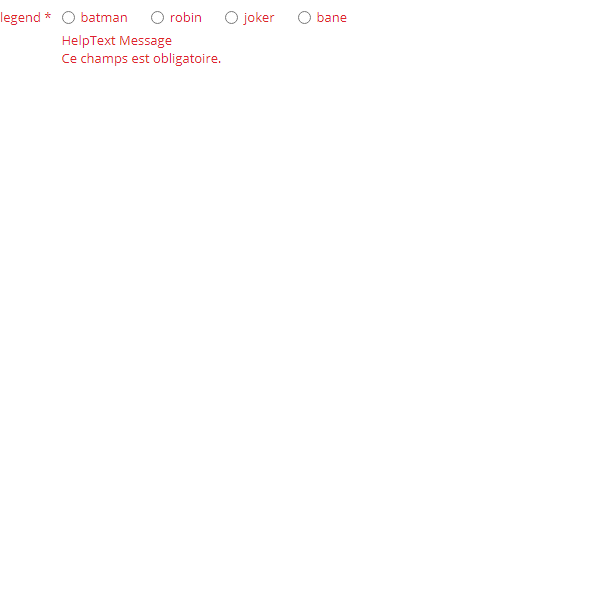 legend * batman robin joker bane
HelpText Message
Ce champs est obligatoire.